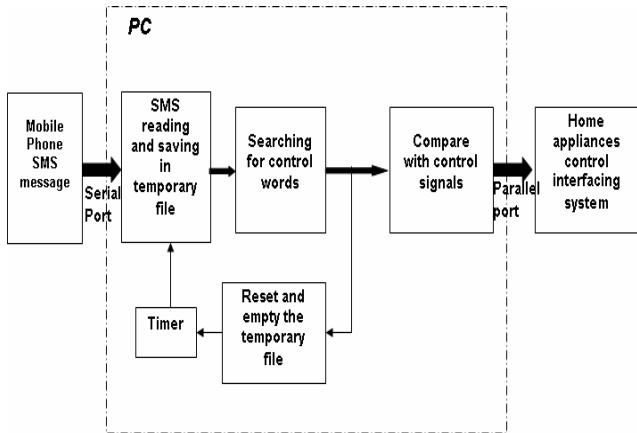 PC
Mobile
Phone
SMS
message
Serial
Port
SMS
reading
and saving
in
temporary
file
Searching
for control
words
Compare
with control
signals
Parallel
port
Home
appliances
control
interfacing
system
Timer
Reset and
empty the
temporary
file